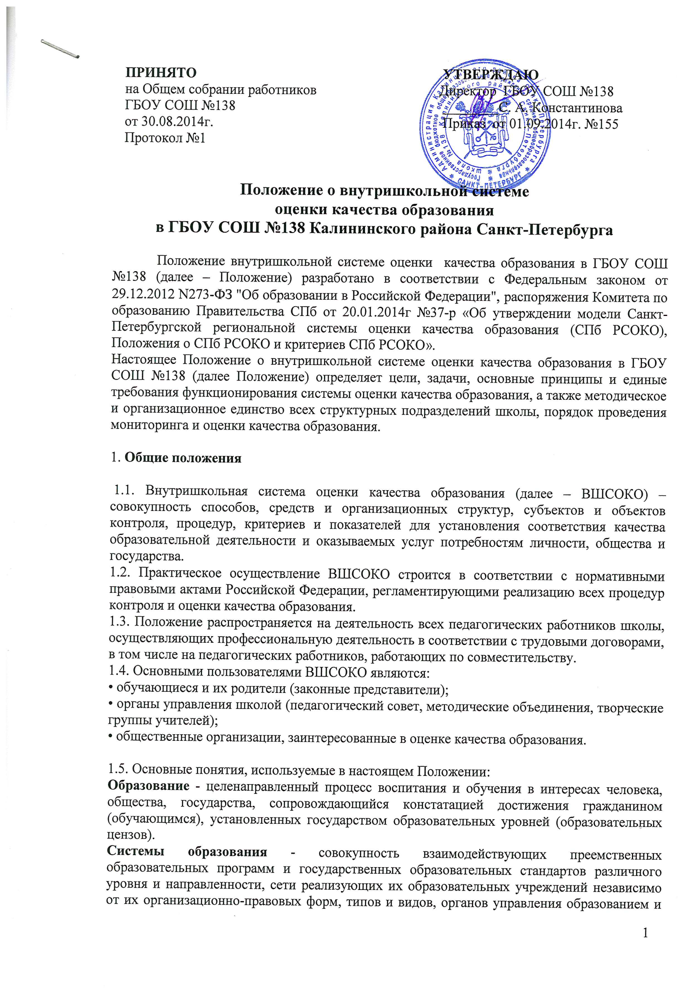 ПРИНЯТО
на Общем собрании работников
ГБОУ СОШ №138
от 30.08.2014г.
Протокол №1
УТВЕРЖДАЮ
Директор ГБОУ СОШ №138
С. А. Константинова
Приказ от 01.09.2014г. №155
Администрация Калининского района Санкт-Петербурга
* САНКТ-ПЕТЕРБУРГ *
Государственное бюджетное общеобразовательное учреждение средняя общеобразовательная
школа №138 Калининского района Санкт-Петербурга
Положение о внутришкольной системе
оценки качества образования
в ГБОУ СОШ №138 Калининского района Санкт-Петербурга
Положение внутришкольной системе оценки качества образования в ГБОУ СОШ
№138 (далее – Положение) разработано в соответствии с Федеральным законом от
29.12.2012 N273-ФЗ "Об образовании в Российской Федерации", распоряжения Комитета по
образованию Правительства СПб от 20.01.2014г №37-р «Об утверждении модели Санкт-
Петербургской региональной системы оценки качества образования (СПб РСОКО),
Положения о СПб РСОКО и критериев СПб РСОКО».
Настоящее Положение о внутришкольной системе оценки качества образования в ГБОУ
СОШ №138 (далее Положение) определяет цели, задачи, основные принципы и единые
требования функционирования системы оценки качества образования, а также методическое
и организационное единство всех структурных подразделений школы, порядок проведения
мониторинга и оценки качества образования.
1. Общие положения
1.1. Внутришкольная система оценки качества образования (далее – ВШСОКО) –
совокупность способов, средств и организационных структур, субъектов и объектов
контроля, процедур, критериев и показателей для установления соответствия качества
образовательной деятельности и оказываемых услуг потребностям личности, общества и
государства.
1.2. Практическое осуществление ВШСОКО строится в соответствии с нормативными
правовыми актами Российской Федерации, регламентирующими реализацию всех процедур
контроля и оценки качества образования.
1.3. Положение распространяется на деятельность всех педагогических работников школы,
осуществляющих профессиональную деятельность в соответствии с трудовыми договорами,
в том числе на педагогических работников, работающих по совместительству.
1.4. Основными пользователями ВШСОКО являются:
• обучающиеся и их родители (законные представители);
• органы управления школой (педагогический совет, методические объединения, творческие
группы учителей);
• общественные организации, заинтересованные в оценке качества образования.
1.5. Основные понятия, используемые в настоящем Положении:
Образование - целенаправленный процесс воспитания и обучения в интересах человека,
общества, государства, сопровождающийся констатацией достижения гражданином
(обучающимся), установленных государством образовательных уровней (образовательных
цензов).
Системы образования - совокупность взаимодействующих преемственных
образовательных программ и государственных образовательных стандартов различного
уровня и направленности, сети реализующих их образовательных учреждений независимо
от их организационно-правовых форм, типов и видов, органов управления образованием и
1